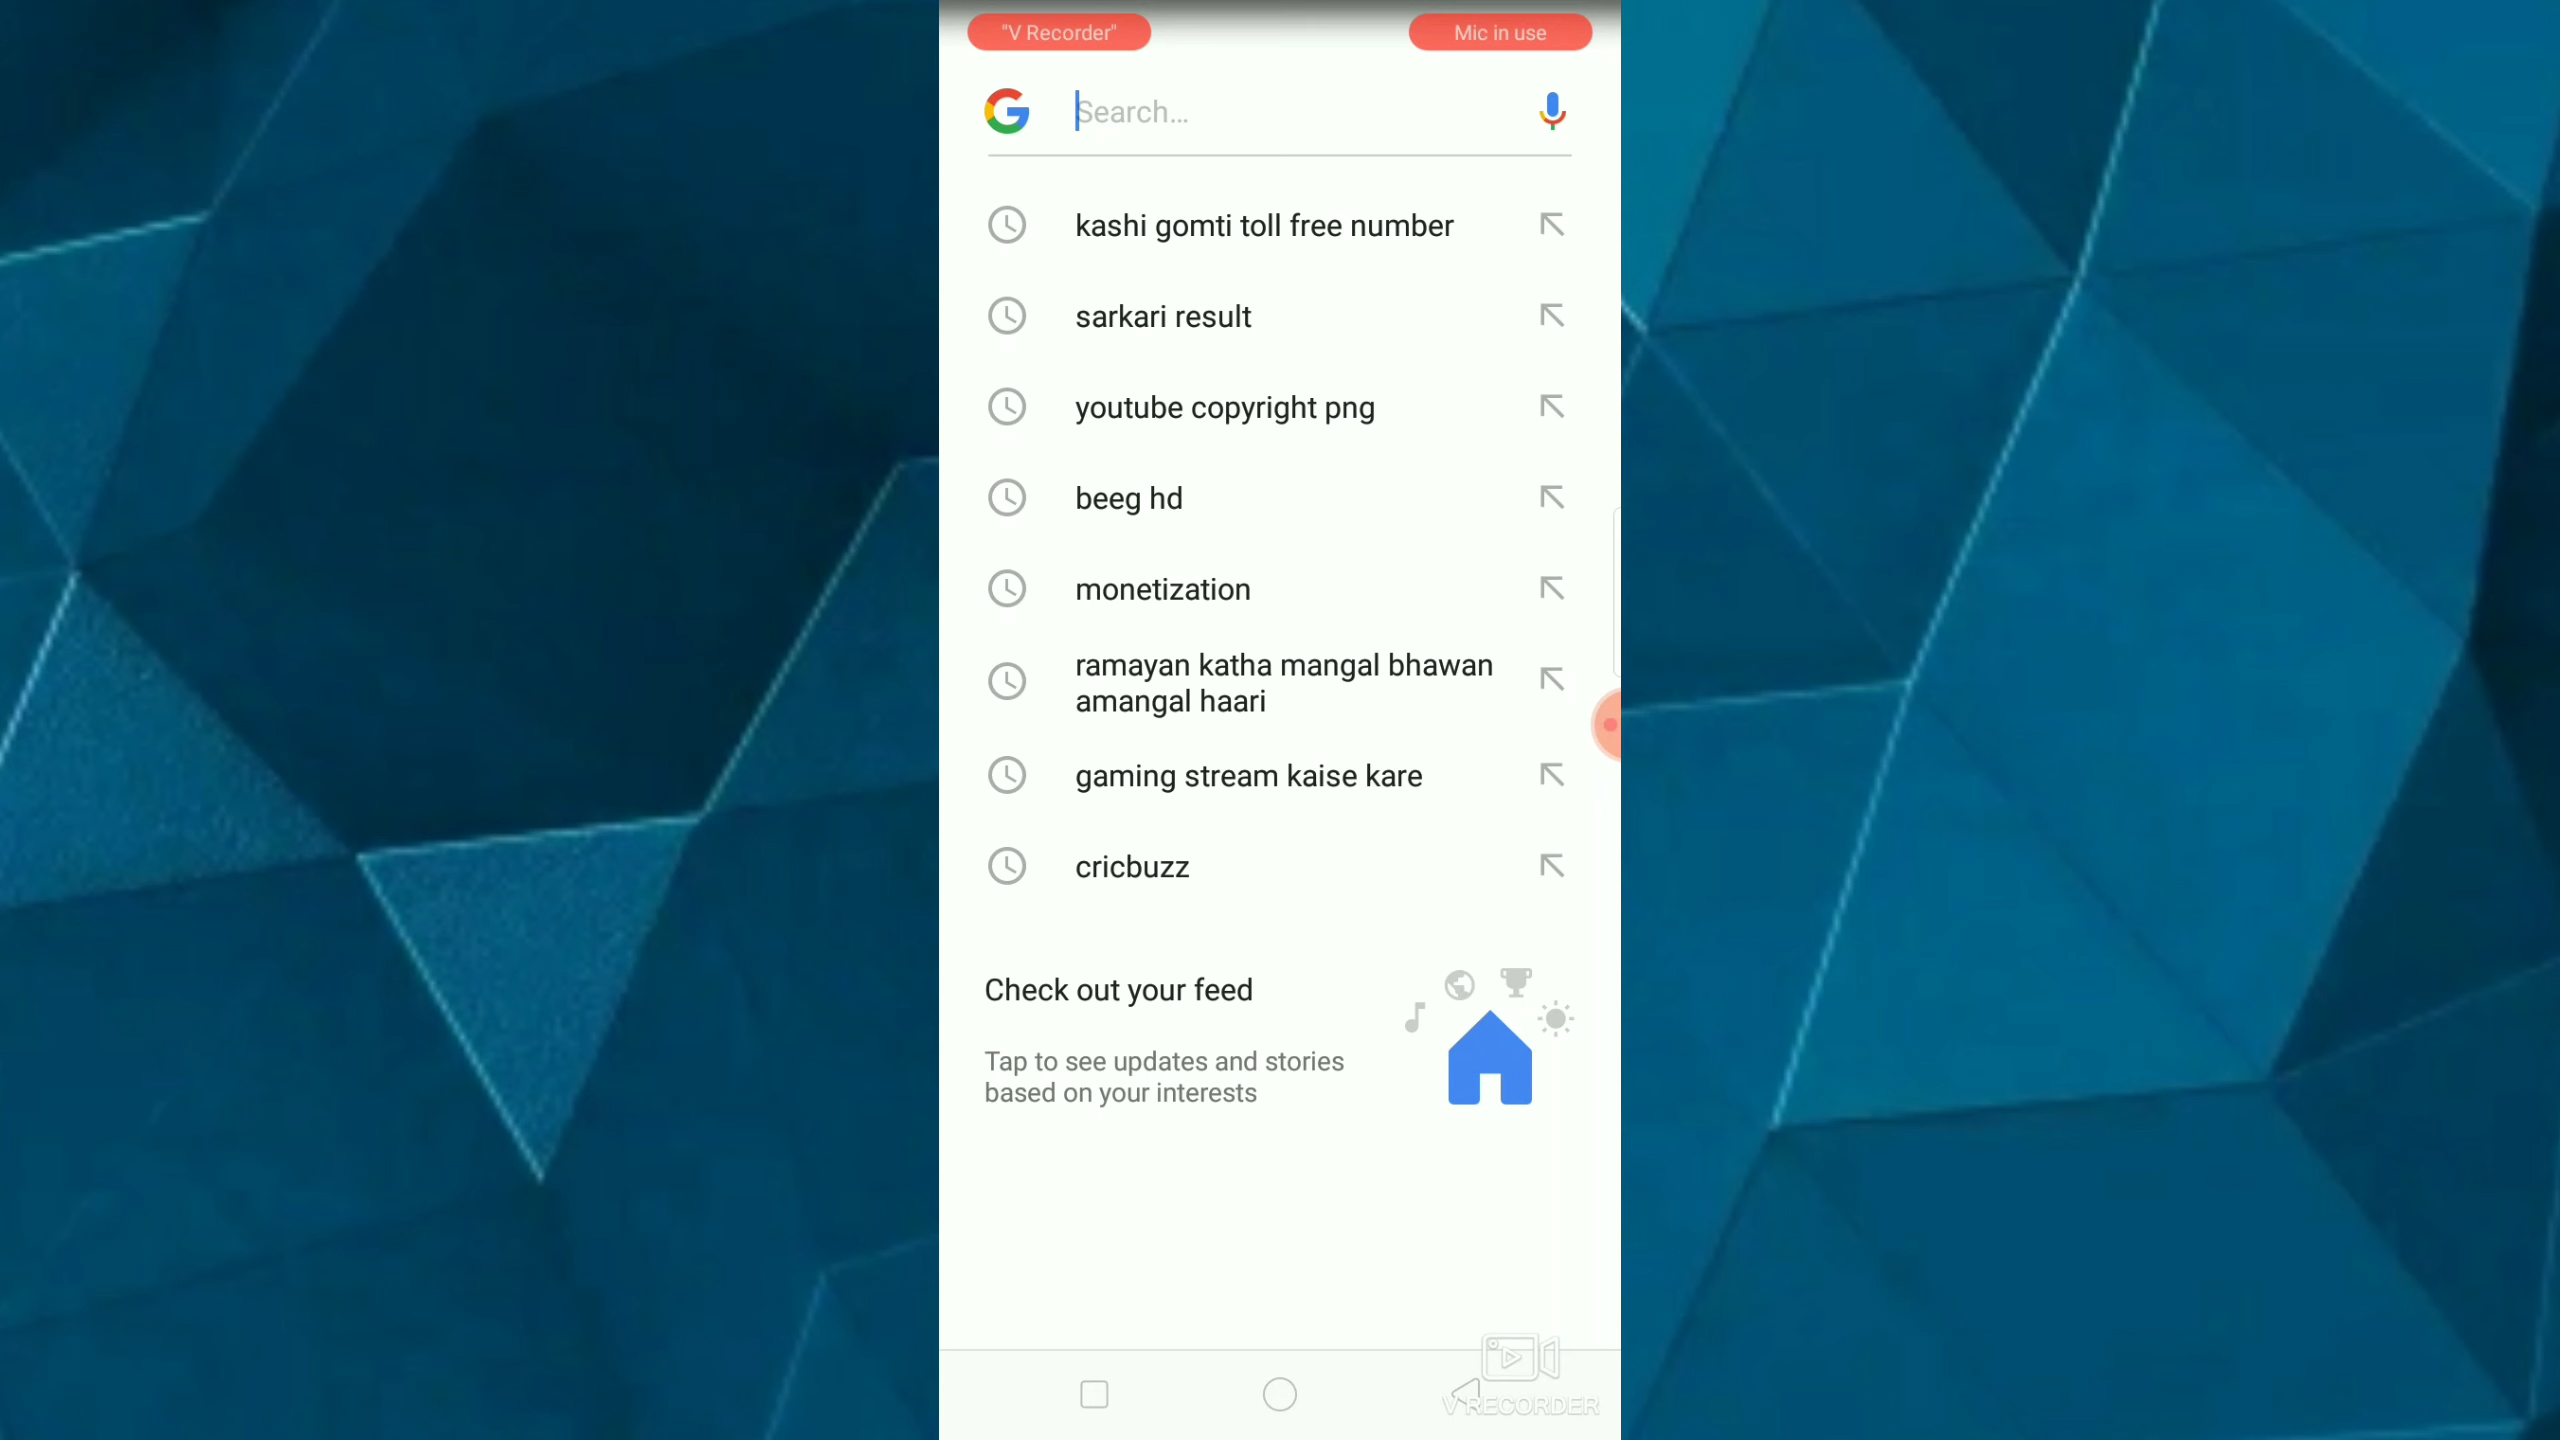 "V Recorder"
Mic in use
Search...
kashi gomti toll free number
sarkari result
youtube copyright png
beeg hd
monetization
ramayan katha mangal bhawan
amangal haari
gaming stream kaise kare
cricbuzz
Check out your feed
Tap to see updates and stories
based on your interests
V RECORDER